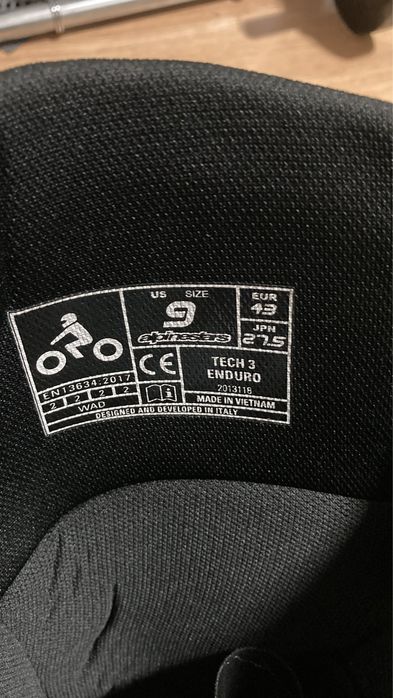 US SIZE
9
alpinestars
EUR
43
JPN
27.5
CE
TECH 3
ENDURO
2013118
EN13634:2017
2 2 2 2
WAD
MADE IN VIETNAM
DESIGNED AND DEVELOPED IN ITALY